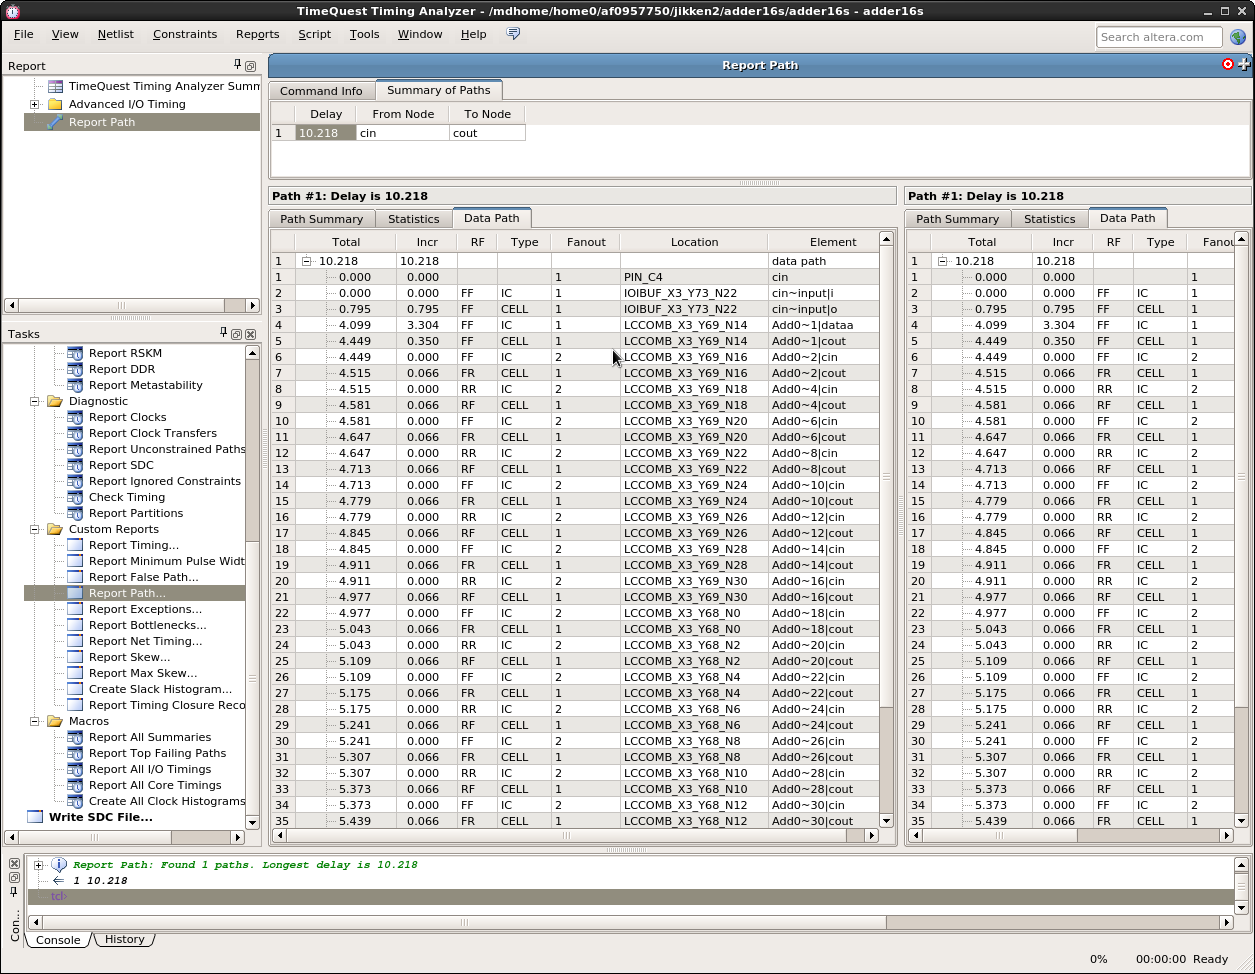 TimeQuest Timing Analyzer - /mdhome/home0/af0957750/jikken2/adder16s/adder16s - adder16s
File View Netlist Constraints Reports Script Tools Window Help
Search altera.com
Report
TimeQuest Timing Analyzer Summ
Advanced I/O Timing
Report Path
Tasks
Report RSKM
Report DDR
Report Metastability
Diagnostic
Report Clocks
Report Clock Transfers
Report Unconstrained Paths
Report SDC
Report Ignored Constraints
Check Timing
Report Partitions
Custom Reports
Report Timing...
Report Minimum Pulse Widt
Report False Path...
Report Path...
Report Exceptions...
Report Bottlenecks...
Report Net Timing...
Report Skew...
Report Max Skew...
Create Slack Histogram...
Report Timing Closure Reco
Macros
Report All Summaries
Report Top Failing Paths
Report All I/O Timings
Report All Core Timings
Create All Clock Histograms
Write SDC File...
Report Path
Command Info Summary of Paths
Delay From Node To Node
1 10.218 cin cout
Path #1: Delay is 10.218
Path Summary Statistics Data Path
Total Incr RF Type Fanout Location Element
1 10.218 10.218 data path
1 0.000 0.000 1 PIN_C4 cin
2 0.000 0.000 FF IC 1 IOIBUF_X3_Y73_N22 cin~input|i
3 0.795 0.795 FF CELL 1 IOIBUF_X3_Y73_N22 cin~input|o
4 4.099 3.304 FF IC 1 LCCOMB_X3_Y69_N14 Add0~1|dataa
5 4.449 0.350 FF CELL 1 LCCOMB_X3_Y69_N14 Add0~1|cout
6 4.449 0.000 FF IC 2 LCCOMB_X3_Y69_N16 Add0~2|cin
7 4.515 0.066 FR CELL 1 LCCOMB_X3_Y69_N16 Add0~2|cout
8 4.515 0.000 RR IC 2 LCCOMB_X3_Y69_N18 Add0~4|cin
9 4.581 0.066 RF CELL 1 LCCOMB_X3_Y69_N18 Add0~4|cout
10 4.581 0.000 FF IC 2 LCCOMB_X3_Y69_N20 Add0~6|cin
11 4.647 0.066 FR CELL 1 LCCOMB_X3_Y69_N20 Add0~6|cout
12 4.647 0.000 RR IC 2 LCCOMB_X3_Y69_N22 Add0~8|cin
13 4.713 0.066 RF CELL 1 LCCOMB_X3_Y69_N22 Add0~8|cout
14 4.713 0.000 FF IC 2 LCCOMB_X3_Y69_N24 Add0~10|cin
15 4.779 0.066 FR CELL 1 LCCOMB_X3_Y69_N24 Add0~10|cout
16 4.779 0.000 RR IC 2 LCCOMB_X3_Y69_N26 Add0~12|cin
17 4.845 0.066 RF CELL 1 LCCOMB_X3_Y69_N26 Add0~12|cout
18 4.845 0.000 FF IC 2 LCCOMB_X3_Y69_N28 Add0~14|cin
19 4.911 0.066 FR CELL 1 LCCOMB_X3_Y69_N28 Add0~14|cout
20 4.911 0.000 RR IC 2 LCCOMB_X3_Y69_N30 Add0~16|cin
21 4.977 0.066 RF CELL 1 LCCOMB_X3_Y69_N30 Add0~16|cout
22 4.977 0.000 FF IC 2 LCCOMB_X3_Y68_N0 Add0~18|cin
23 5.043 0.066 FR CELL 1 LCCOMB_X3_Y68_N0 Add0~18|cout
24 5.043 0.000 RR IC 2 LCCOMB_X3_Y68_N2 Add0~20|cin
25 5.109 0.066 RF CELL 1 LCCOMB_X3_Y68_N2 Add0~20|cout
26 5.109 0.000 FF IC 2 LCCOMB_X3_Y68_N4 Add0~22|cin
27 5.175 0.066 FR CELL 1 LCCOMB_X3_Y68_N4 Add0~22|cout
28 5.175 0.000 RR IC 2 LCCOMB_X3_Y68_N6 Add0~24|cin
29 5.241 0.066 RF CELL 1 LCCOMB_X3_Y68_N6 Add0~24|cout
30 5.241 0.000 FF IC 2 LCCOMB_X3_Y68_N8 Add0~26|cin
31 5.307 0.066 FR CELL 1 LCCOMB_X3_Y68_N8 Add0~26|cout
32 5.307 0.000 RR IC 2 LCCOMB_X3_Y68_N10 Add0~28|cin
33 5.373 0.066 RF CELL 1 LCCOMB_X3_Y68_N10 Add0~28|cout
34 5.373 0.000 FF IC 2 LCCOMB_X3_Y68_N12 Add0~30|cin
35 5.439 0.066 FR CELL 1 LCCOMB_X3_Y68_N12 Add0~30|cout
Path #1: Delay is 10.218
Path Summary Statistics Data Path
Total Incr RF Type Fanou
1 10.218 10.218
1 0.000 0.000 1
2 0.000 0.000 FF IC 1
3 0.795 0.795 FF CELL 1
4 4.099 3.304 FF IC 1
5 4.449 0.350 FF CELL 1
6 4.449 0.000 FF IC 2
7 4.515 0.066 FR CELL 1
8 4.515 0.000 RR IC 2
9 4.581 0.066 RF CELL 1
10 4.581 0.000 FF IC 2
11 4.647 0.066 FR CELL 1
12 4.647 0.000 RR IC 2
13 4.713 0.066 RF CELL 1
14 4.713 0.000 FF IC 2
15 4.779 0.066 FR CELL 1
16 4.779 0.000 RR IC 2
17 4.845 0.066 RF CELL 1
18 4.845 0.000 FF IC 2
19 4.911 0.066 FR CELL 1
20 4.911 0.000 RR IC 2
21 4.977 0.066 RF CELL 1
22 4.977 0.000 FF IC 2
23 5.043 0.066 FR CELL 1
24 5.043 0.000 RR IC 2
25 5.109 0.066 RF CELL 1
26 5.109 0.000 FF IC 2
27 5.175 0.066 FR CELL 1
28 5.175 0.000 RR IC 2
29 5.241 0.066 RF CELL 1
30 5.241 0.000 FF IC 2
31 5.307 0.066 FR CELL 1
32 5.307 0.000 RR IC 2
33 5.373 0.066 RF CELL 1
34 5.373 0.000 FF IC 2
35 5.439 0.066 FR CELL 1
Con...
Report Path: Found 1 paths. Longest delay is 10.218
1 10.218
tcl>
Console History
0% 00:00:00 Ready